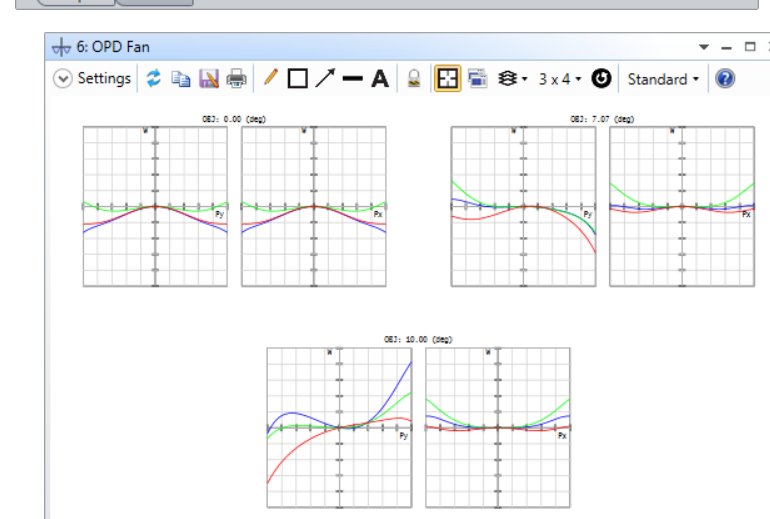 6: OPD Fan
Settings A 3 x 4 Standard
OBJ: 0.00 (deg)
OBJ: 7.07 (deg)
W W W W
Py Px Py Px
OBJ: 10.00 (deg)
W W
Py Px